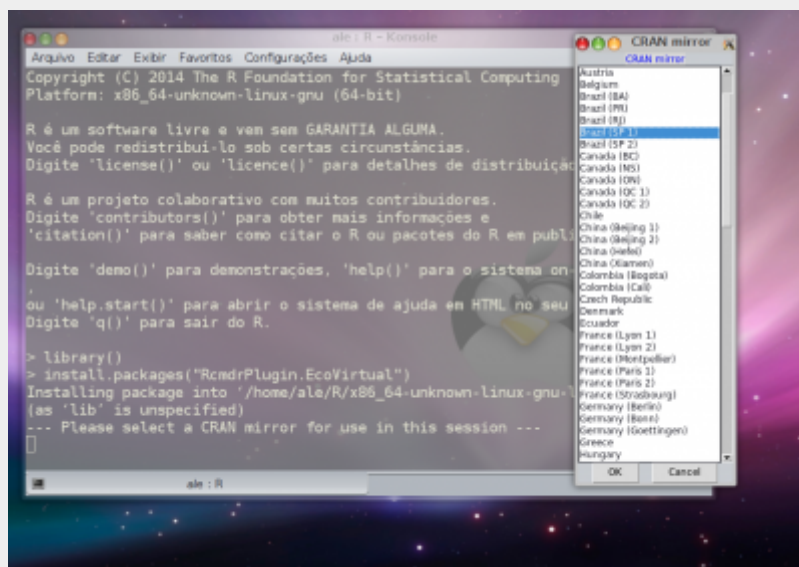 ale : R - Konsole
Arquivo Editar Exibir Favoritos Configurações Ajuda
Copyright (C) 2014 The R Foundation for Statistical Computing
Platform: x86_64-unknown-linux-gnu (64-bit)
R é um software livre e vem sem GARANTIA ALGUMA.
Você pode redistribuí-lo sob certas circunstâncias.
Digite 'license()' ou 'licence()' para detalhes de distribuição
R é um projeto colaborativo com muitos contribuidores.
Digite 'contributors()' para obter mais informações e
'citation()' para saber como citar o R ou pacotes do R em publi
Digite 'demo()' para demonstrações, 'help()' para o sistema on-
,
ou 'help.start()' para abrir o sistema de ajuda em HTML no seu
Digite 'q()' para sair do R.
> library()
> install.packages("RcmdrPlugin.EcoVirtual")
Installing package into '/home/ale/R/x86_64-unknown-linux-gnu-l
(as 'lib' is unspecified)
--- Please select a CRAN mirror for use in this session ---
ale : R
CRAN mirror
CRAN mirror
Austria
Belgium
Brazil (BA)
Brazil (PR)
Brazil (RJ)
Brazil (SP 1)
Brazil (SP 2)
Canada (BC)
Canada (NS)
Canada (ON)
Canada (QC 1)
Canada (QC 2)
Chile
China (Beijing 1)
China (Beijing 2)
China (Hefei)
China (Xiamen)
Colombia (Bogota)
Colombia (Cali)
Czech Republic
Denmark
Ecuador
France (Lyon 1)
France (Lyon 2)
France (Montpellier)
France (Paris 1)
France (Paris 2)
France (Strasbourg)
Germany (Berlin)
Germany (Bonn)
Germany (Goettingen)
Greece
Hungary
OK Cancel